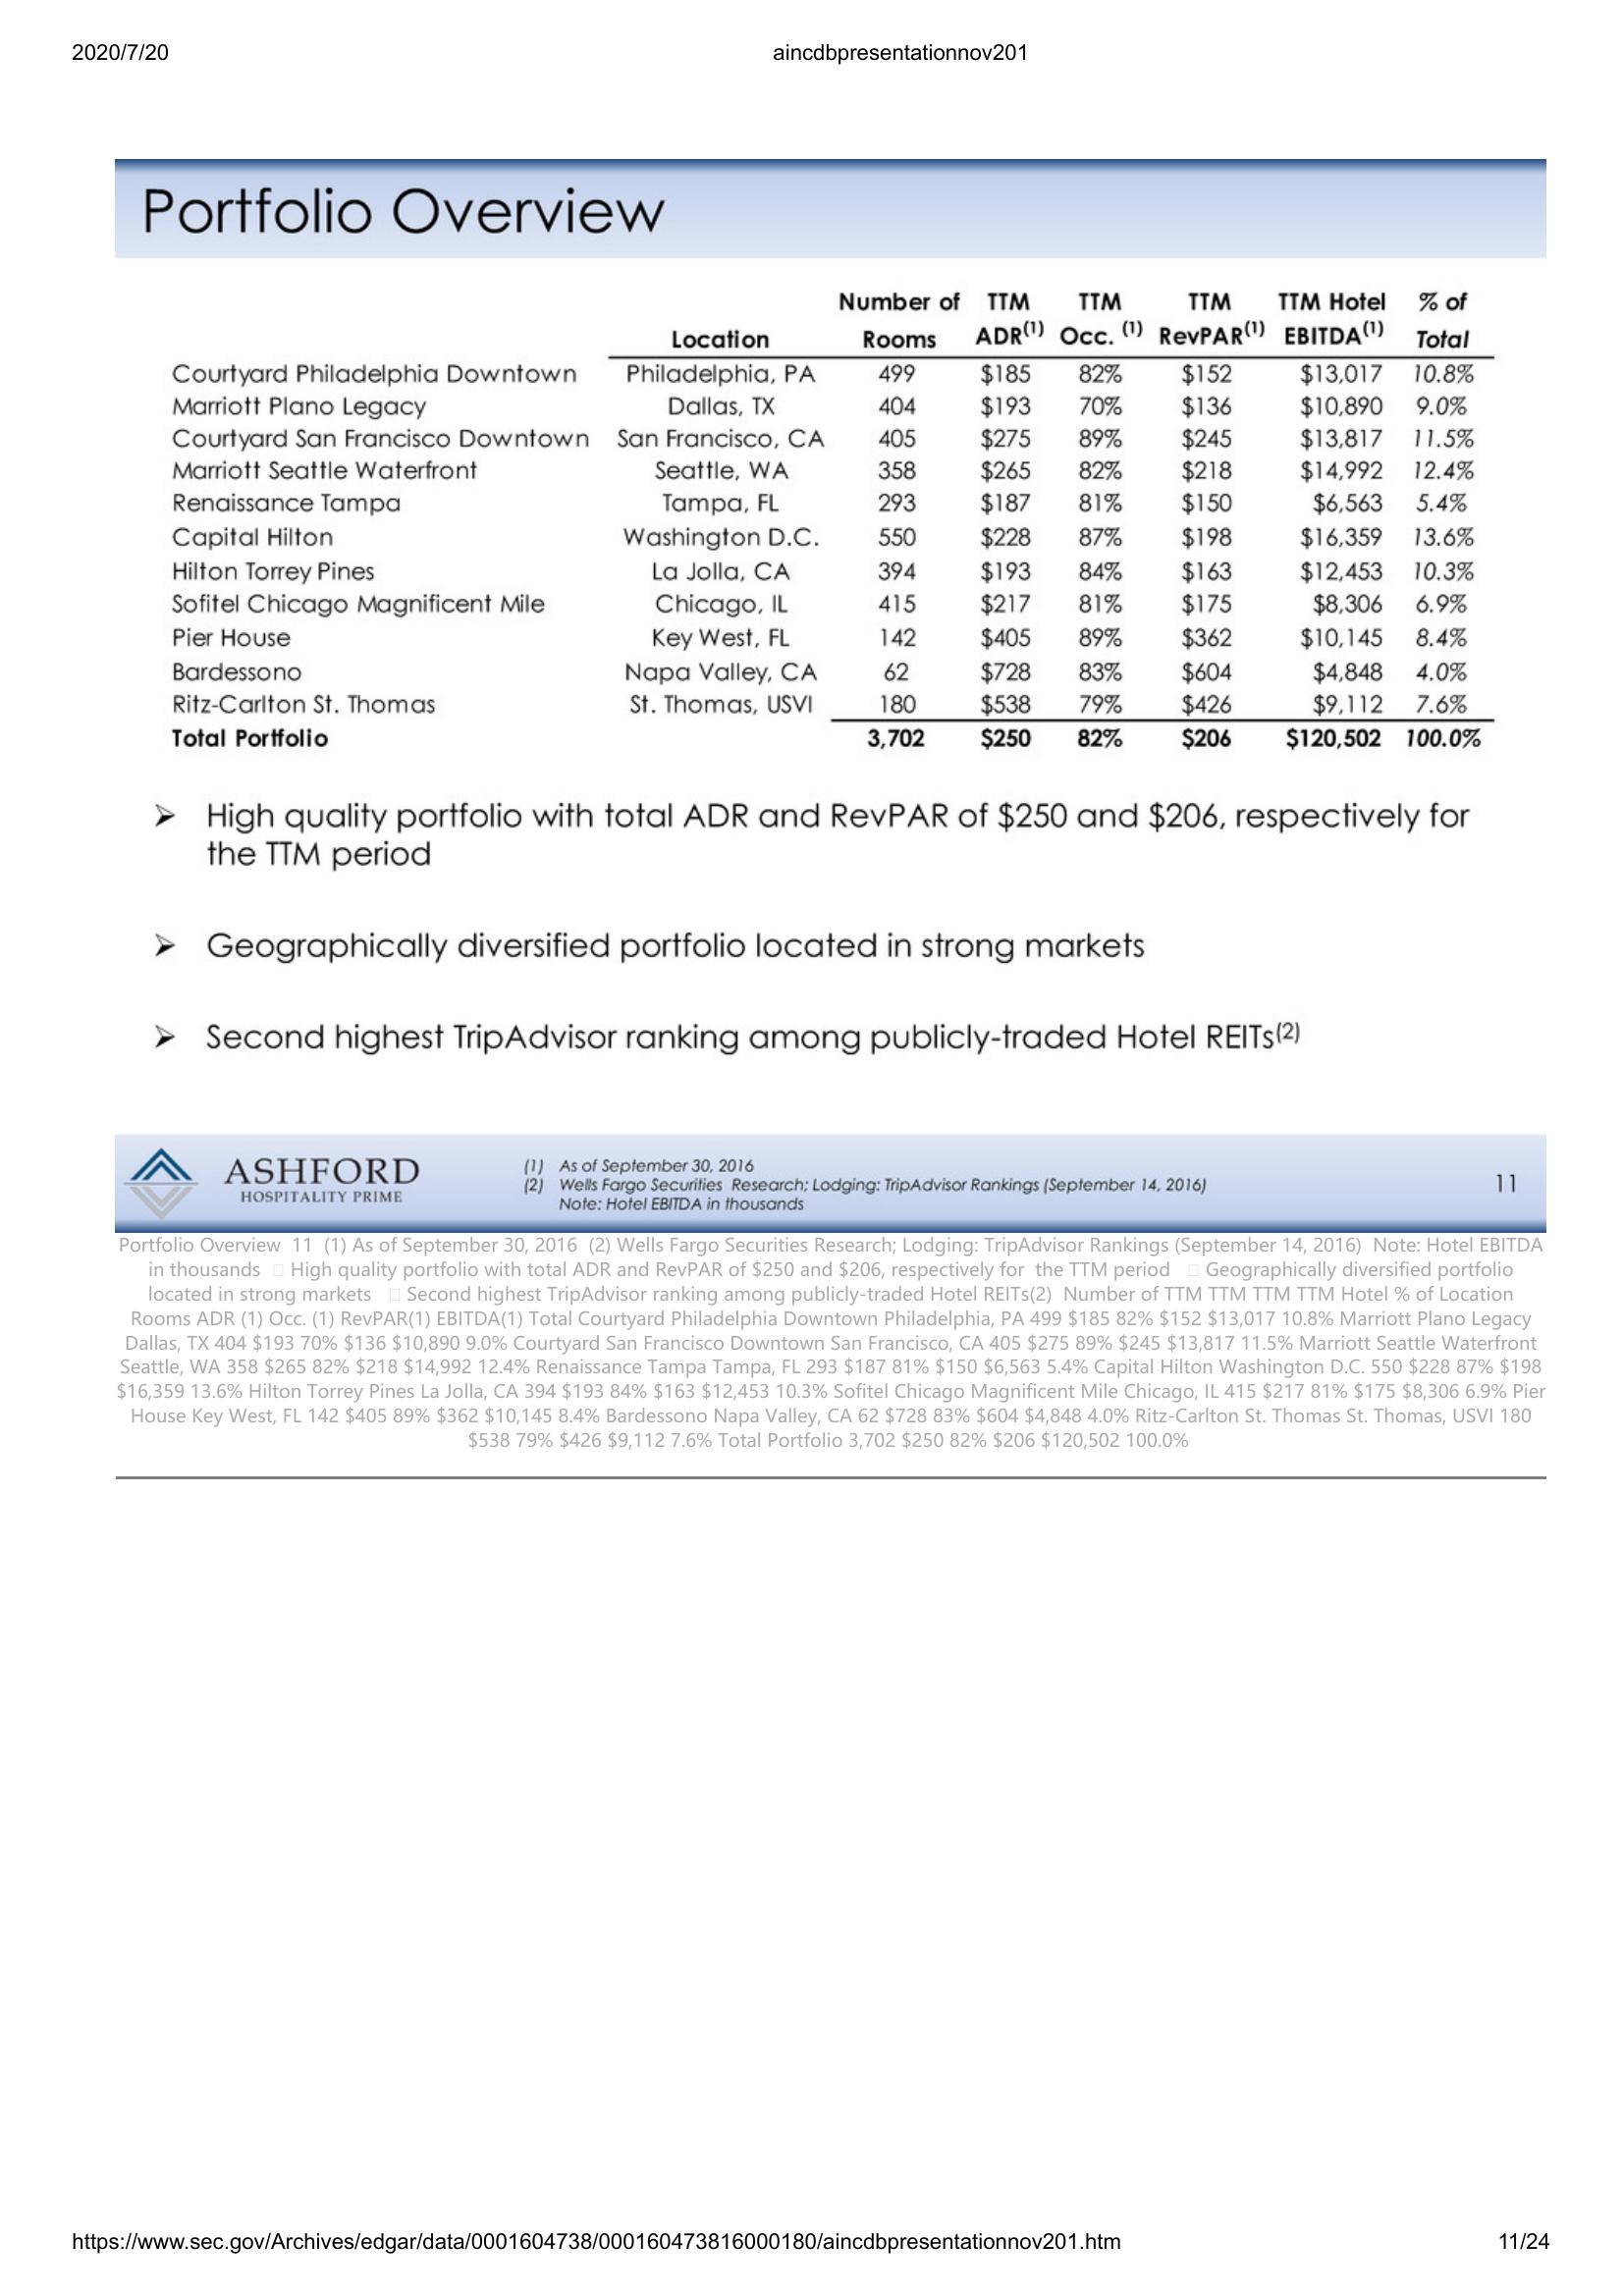 2020/7/20 aincdbpresentationnov201
Portfolio Overview
Number of TTM TTM TTM TTM Hotel % of
Location Rooms ADR(1) Occ. (1) RevPAR(1) EBITDA(1) Total
Courtyard Philadelphia Downtown Philadelphia, PA 499 $185 82% $152 $13,017 10.8%
Marriott Plano Legacy Dallas, TX 404 $193 70% $136 $10,890 9.0%
Courtyard San Francisco Downtown San Francisco, CA 405 $275 89% $245 $13,817 11.5%
Marriott Seattle Waterfront Seattle, WA 358 $265 82% $218 $14,992 12.4%
Renaissance Tampa Tampa, FL 293 $187 81% $150 $6,563 5.4%
Capital Hilton Washington D.C. 550 $228 87% $198 $16,359 13.6%
Hilton Torrey Pines La Jolla, CA 394 $193 84% $163 $12,453 10.3%
Sofitel Chicago Magnificent Mile Chicago, IL 415 $217 81% $175 $8,306 6.9%
Pier House Key West, FL 142 $405 89% $362 $10,145 8.4%
Bardessono Napa Valley, CA 62 $728 83% $604 $4,848 4.0%
Ritz-Carlton St. Thomas St. Thomas, USVI 180 $538 79% $426 $9,112 7.6%
Total Portfolio 3,702 $250 82% $206 $120,502 100.0%
➢ High quality portfolio with total ADR and RevPAR of $250 and $206, respectively for
the TTM period
➢ Geographically diversified portfolio located in strong markets
➢ Second highest TripAdvisor ranking among publicly-traded Hotel REITs(2)
ASHFORD
HOSPITALITY PRIME
(1) As of September 30, 2016
(2) Wells Fargo Securities Research; Lodging: TripAdvisor Rankings (September 14, 2016)
Note: Hotel EBITDA in thousands
11
Portfolio Overview 11 (1) As of September 30, 2016 (2) Wells Fargo Securities Research; Lodging: TripAdvisor Rankings (September 14, 2016) Note: Hotel EBITDA
in thousands □ High quality portfolio with total ADR and RevPAR of $250 and $206, respectively for the TTM period □ Geographically diversified portfolio
located in strong markets □ Second highest TripAdvisor ranking among publicly-traded Hotel REITs(2) Number of TTM TTM TTM TTM Hotel % of Location
Rooms ADR (1) Occ. (1) RevPAR(1) EBITDA(1) Total Courtyard Philadelphia Downtown Philadelphia, PA 499 $185 82% $152 $13,017 10.8% Marriott Plano Legacy
Dallas, TX 404 $193 70% $136 $10,890 9.0% Courtyard San Francisco Downtown San Francisco, CA 405 $275 89% $245 $13,817 11.5% Marriott Seattle Waterfront
Seattle, WA 358 $265 82% $218 $14,992 12.4% Renaissance Tampa Tampa, FL 293 $187 81% $150 $6,563 5.4% Capital Hilton Washington D.C. 550 $228 87% $198
$16,359 13.6% Hilton Torrey Pines La Jolla, CA 394 $193 84% $163 $12,453 10.3% Sofitel Chicago Magnificent Mile Chicago, IL 415 $217 81% $175 $8,306 6.9% Pier
House Key West, FL 142 $405 89% $362 $10,145 8.4% Bardessono Napa Valley, CA 62 $728 83% $604 $4,848 4.0% Ritz-Carlton St. Thomas St. Thomas, USVI 180
$538 79% $426 $9,112 7.6% Total Portfolio 3,702 $250 82% $206 $120,502 100.0%
https://www.sec.gov/Archives/edgar/data/0001604738/000160473816000180/aincdbpresentationnov201.htm 11/24